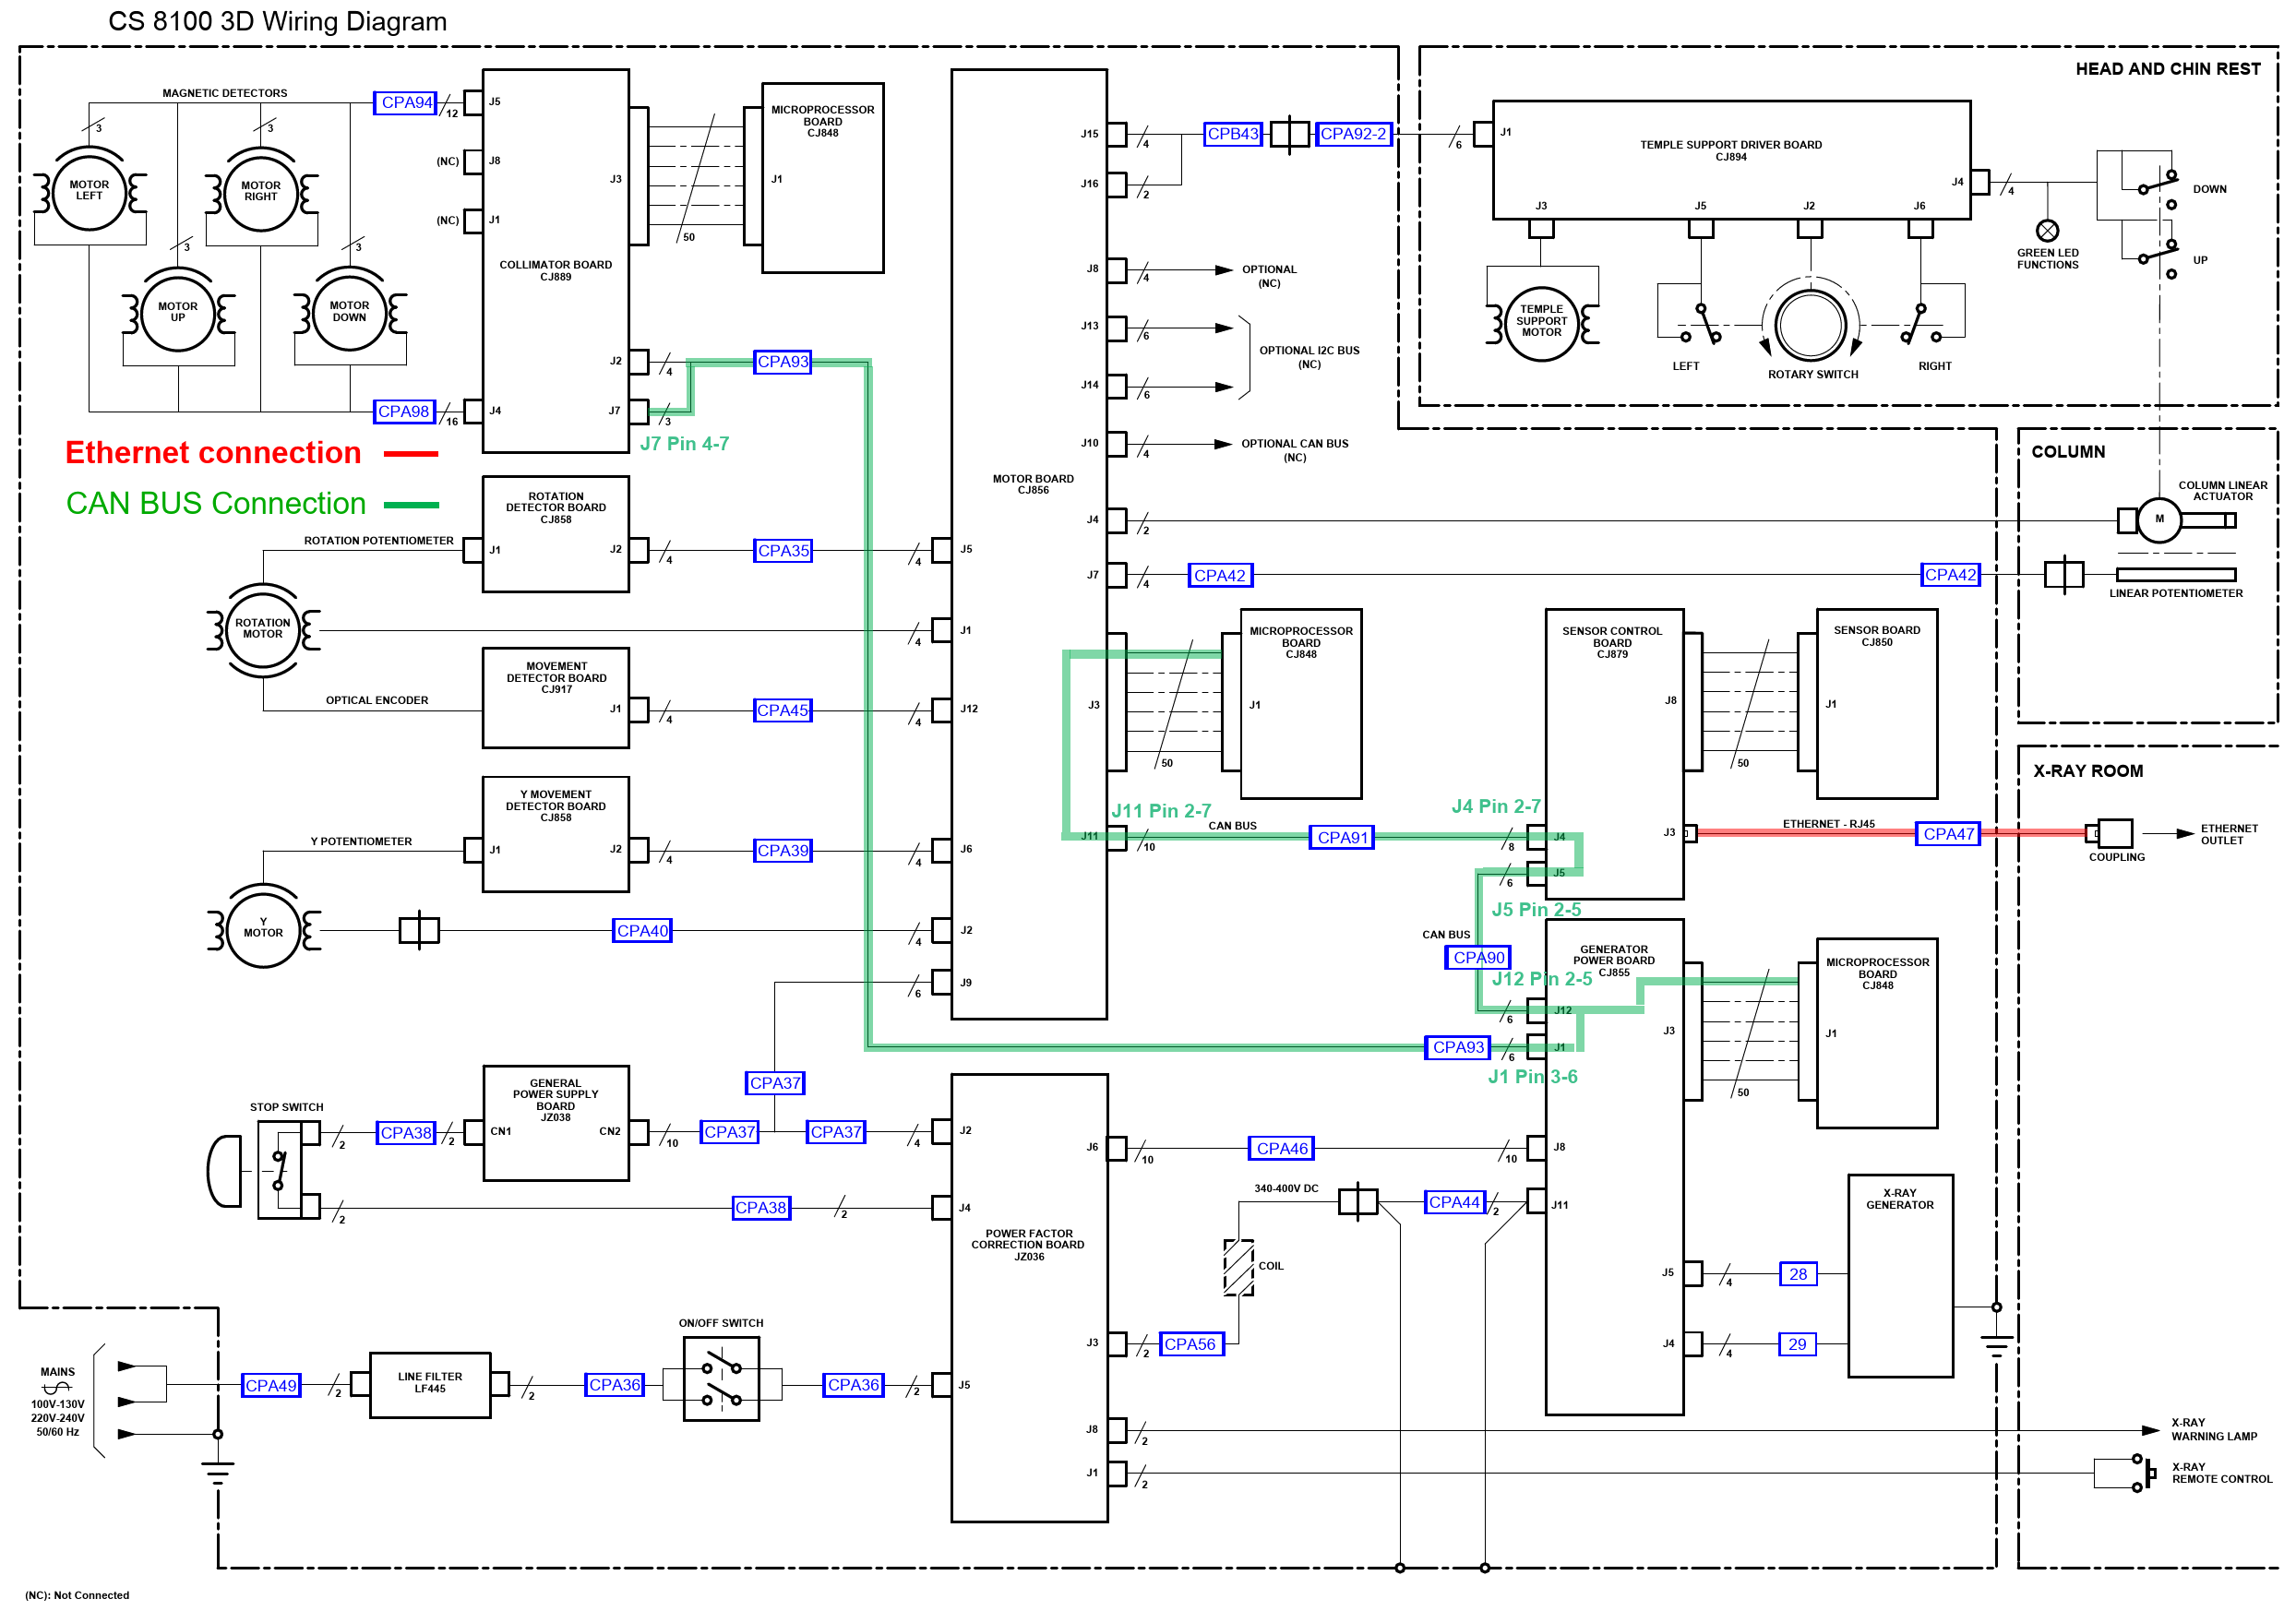 CS 8100 3D Wiring Diagram
MAGNETIC DETECTORS
CPA94
12
J5
3
3
3
3
MOTOR
LEFT
MOTOR
RIGHT
MOTOR
UP
MOTOR
DOWN
(NC)
J8
(NC)
J1
COLLIMATOR BOARD
CJ889
J3
50
MICROPROCESSOR
BOARD
CJ848
J1
J2
4
CPA93
J7
3
J7 Pin 4-7
CPA98
16
J4
Ethernet connection
CAN BUS Connection
ROTATION
DETECTOR BOARD
CJ858
ROTATION POTENTIOMETER
J1
J2
4
CPA35
4
J5
ROTATION
MOTOR
4
J1
MOVEMENT
DETECTOR BOARD
CJ917
OPTICAL ENCODER
J1
4
CPA45
4
J12
Y MOVEMENT
DETECTOR BOARD
CJ858
Y POTENTIOMETER
J1
J2
4
CPA39
4
J6
Y
MOTOR
CPA40
4
J2
6
J9
MOTOR BOARD
CJ856
J15
4
J16
2
CPB43
CPA92-2
6
J8
4
OPTIONAL
(NC)
J13
6
OPTIONAL I2C BUS
(NC)
J14
6
J10
4
OPTIONAL CAN BUS
(NC)
J4
2
J7
4
CPA42
CPA42
J3
50
MICROPROCESSOR
BOARD
CJ848
J1
J11 Pin 2-7
J11
10
CAN BUS
CPA91
8
J4 Pin 2-7
J4
6
J5
J5 Pin 2-5
HEAD AND CHIN REST
J1
TEMPLE SUPPORT DRIVER BOARD
CJ894
J4
4
J3
J5
J2
J6
DOWN
UP
GREEN LED
FUNCTIONS
TEMPLE
SUPPORT
MOTOR
LEFT
ROTARY SWITCH
RIGHT
COLUMN
COLUMN LINEAR
ACTUATOR
M
LINEAR POTENTIOMETER
SENSOR CONTROL
BOARD
CJ879
J8
50
SENSOR BOARD
CJ850
J1
J3
ETHERNET - RJ45
CPA47
X-RAY ROOM
COUPLING
ETHERNET
OUTLET
CAN BUS
CPA90
J12 Pin 2-5
GENERATOR
POWER BOARD
CJ855
6
J12
CPA93
6
J1
J1 Pin 3-6
J3
50
MICROPROCESSOR
BOARD
CJ848
J1
STOP SWITCH
2
CPA38
2
CN1
GENERAL
POWER SUPPLY
BOARD
JZ038
CN2
10
CPA37
CPA37
CPA37
4
J2
2
CPA38
2
J4
POWER FACTOR
CORRECTION BOARD
JZ036
J6
10
CPA46
10
J8
340-400V DC
CPA44
2
J11
COIL
J3
2
CPA56
X-RAY
GENERATOR
J5
4
28
J4
4
29
ON/OFF SWITCH
MAINS
100V-130V
220V-240V
50/60 Hz
CPA49
2
LINE FILTER
LF445
2
CPA36
CPA36
2
J5
J8
2
X-RAY
WARNING LAMP
J1
2
X-RAY
REMOTE CONTROL
(NC): Not Connected